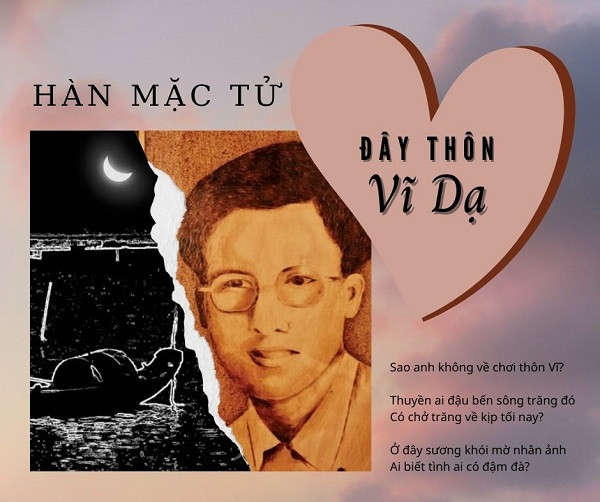 HÀN MẶC TỬ
ĐÂY THÔN
Vĩ Dạ
Sao anh không về chơi thôn Vĩ?
Thuyền ai đậu bến sông trăng đó
Có chở trăng về kịp tối nay?
Ở đây sương khói mờ nhân ảnh
Ai biết tình ai có đậm đà?